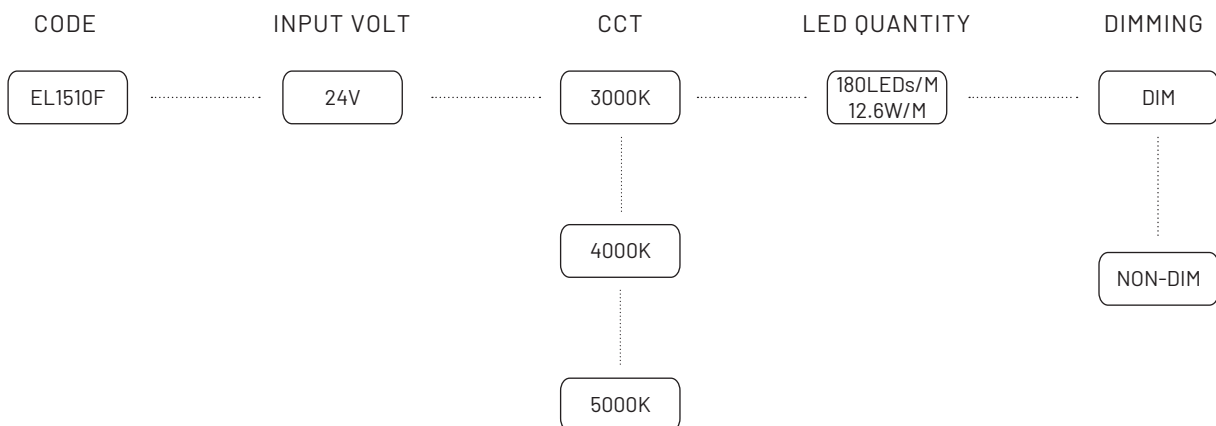 CODE
INPUT VOLT
CCT
LED QUANTITY
DIMMING
EL1510F
24V
3000K
180LEDs/M
12.6W/M
DIM
4000K
NON-DIM
5000K